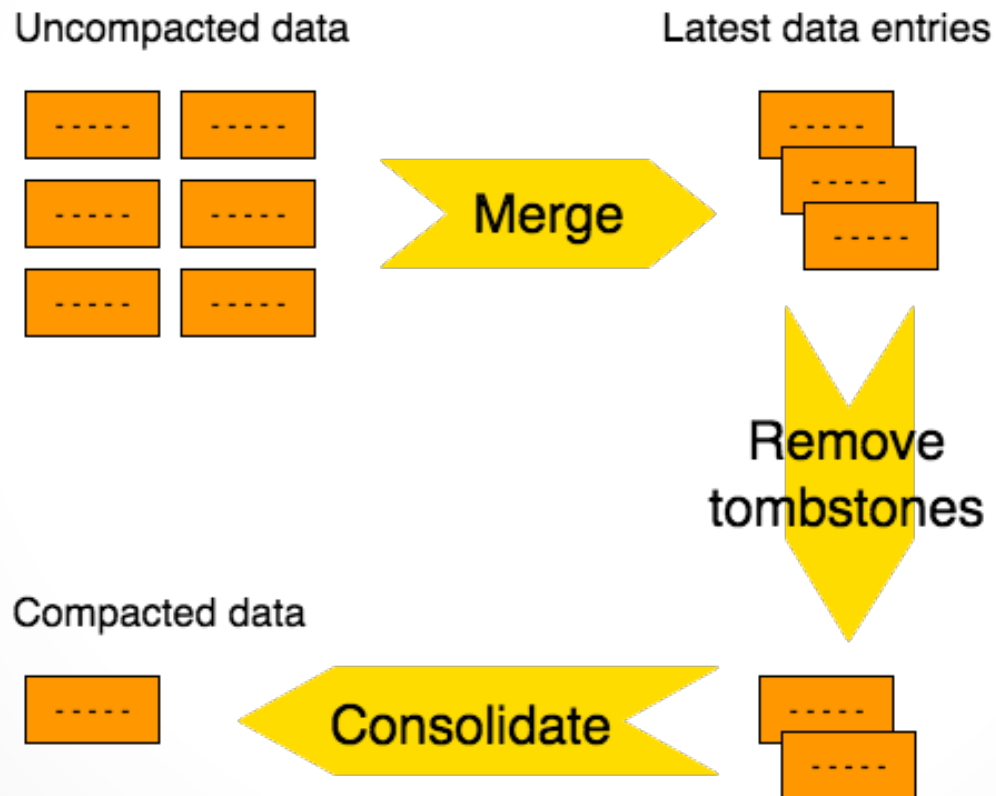 Uncompacted data
Latest data entries
- - - - -
- - - - -
- - - - -
- - - - -
- - - - -
- - - - -
Merge
- - - - -
- - - - -
- - - - -
Remove
tombstones
Compacted data
- - - - -
Consolidate
- - - - -
- - - - -